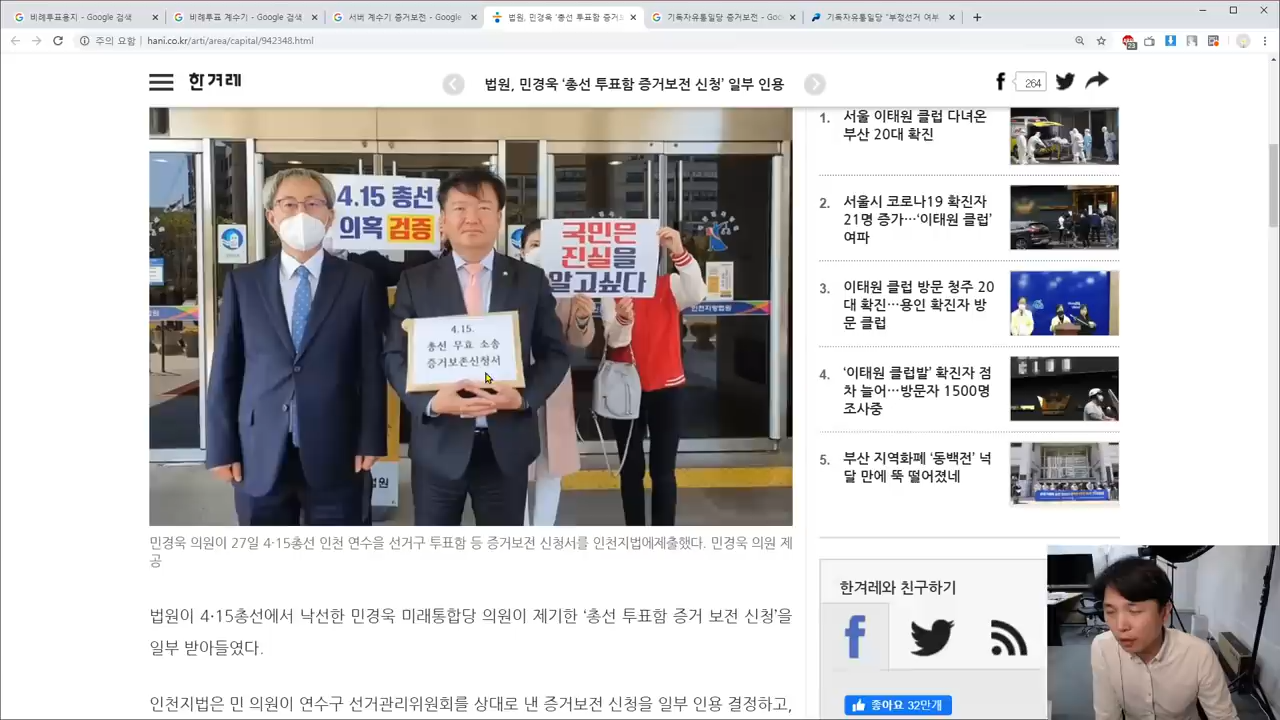 비례투표용지 - Google 검색
비례투표 계수기 - Google 검색
서버 계수기 증거보전 - Google
법원, 민경욱 '총선 투표함 증거보
기독자유통일당 증거보전 - Goo
기독자유통일당 "부정선거 여부
주의 요함
hani.co.kr/arti/area/capital/942348.html
23
한겨레
법원, 민경욱 ‘총선 투표함 증거보전 신청’ 일부 인용
264
4.15 총선
의혹 검증
국민은
진실을
알고싶다
4.15.
총선 무효 소송
증거보존신청서
인천지방법원
법원
민경욱 의원이 27일 4·15총선 인천 연수을 선거구 투표함 등 증거보전 신청서를 인천지법에제출했다. 민경욱 의원 제
공
법원이 4·15총선에서 낙선한 민경욱 미래통합당 의원이 제기한 ‘총선 투표함 증거 보전 신청’을
일부 받아들였다.
인천지법은 민 의원이 연수구 선거관리위원회를 상대로 낸 증거보전 신청을 일부 인용 결정하고,
1. 서울 이태원 클럽 다녀온
부산 20대 확진
2. 서울시 코로나19 확진자
21명 증가…‘이태원 클럽’
여파
3. 이태원 클럽 방문 청주 20
대 확진…용인 확진자 방
문 클럽
4. ‘이태원 클럽발’ 확진자 점
차 늘어…방문자 1500명
조사중
5. 부산 지역화폐 ‘동백전’ 넉
달 만에 뚝 떨어졌네
한겨레와 친구하기
좋아요 32만개